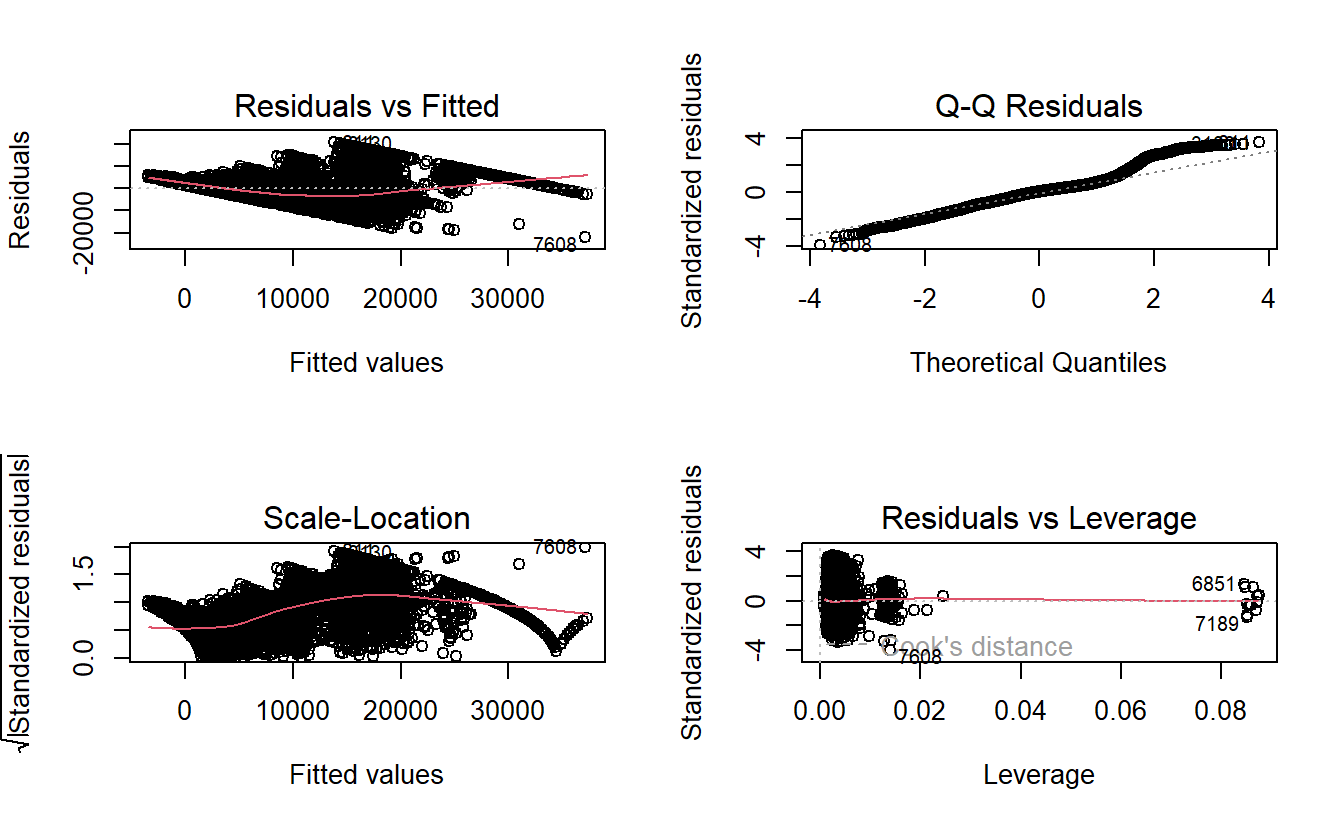 Residuals vs Fitted
Residuals
-20000
7608
0 10000 20000 30000
Fitted values
Q-Q Residuals
Standardized residuals
4
0
-4
7608
-4 -2 0 2 4
Theoretical Quantiles
Scale-Location
√|Standardized residuals|
1.5
0.0
7608
0 10000 20000 30000
Fitted values
Residuals vs Leverage
Standardized residuals
4
0
-4
6851
7189
Cook's distance
7608
0.00 0.02 0.04 0.06 0.08
Leverage